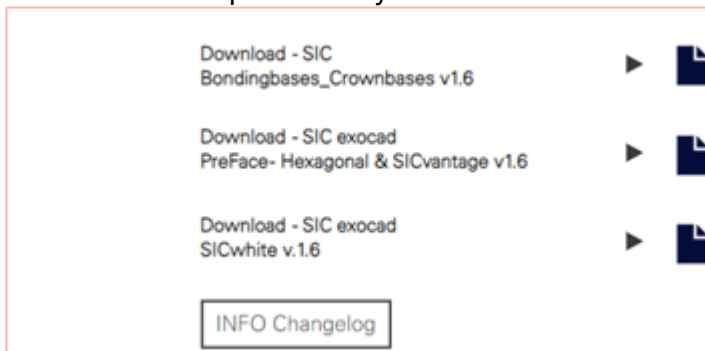 Download - SIC
Bondingbases_Crownbases v1.6
Download - SIC exocad
PreFace- Hexagonal & SICvantage v1.6
Download - SIC exocad
SICwhite v.1.6
INFO Changelog